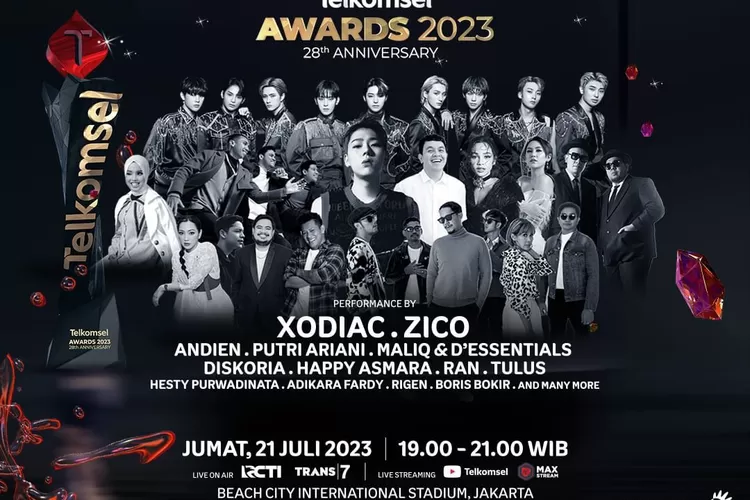 Telkomsel
AWARDS 2023
28th ANNIVERSARY
Telkomsel
Telkomsel
AWARDS 2023
28th ANNIVERSARY
PERFORMANCE BY
XODIAC . ZICO
ANDIEN . PUTRI ARIANI . MALIQ & D'ESSENTIALS
DISKORIA . HAPPY ASMARA . RAN . TULUS
HESTY PURWADINATA . ADIKARA FARDY . RIGEN . BORIS BOKIR . AND MANY MORE
JUMAT, 21 JULI 2023 | 19.00 - 21.00 WIB
LIVE ON AIR RCTI TRANS|7 | LIVE STREAMING Telkomsel MAX STREAM
BEACH CITY INTERNATIONAL STADIUM, JAKARTA